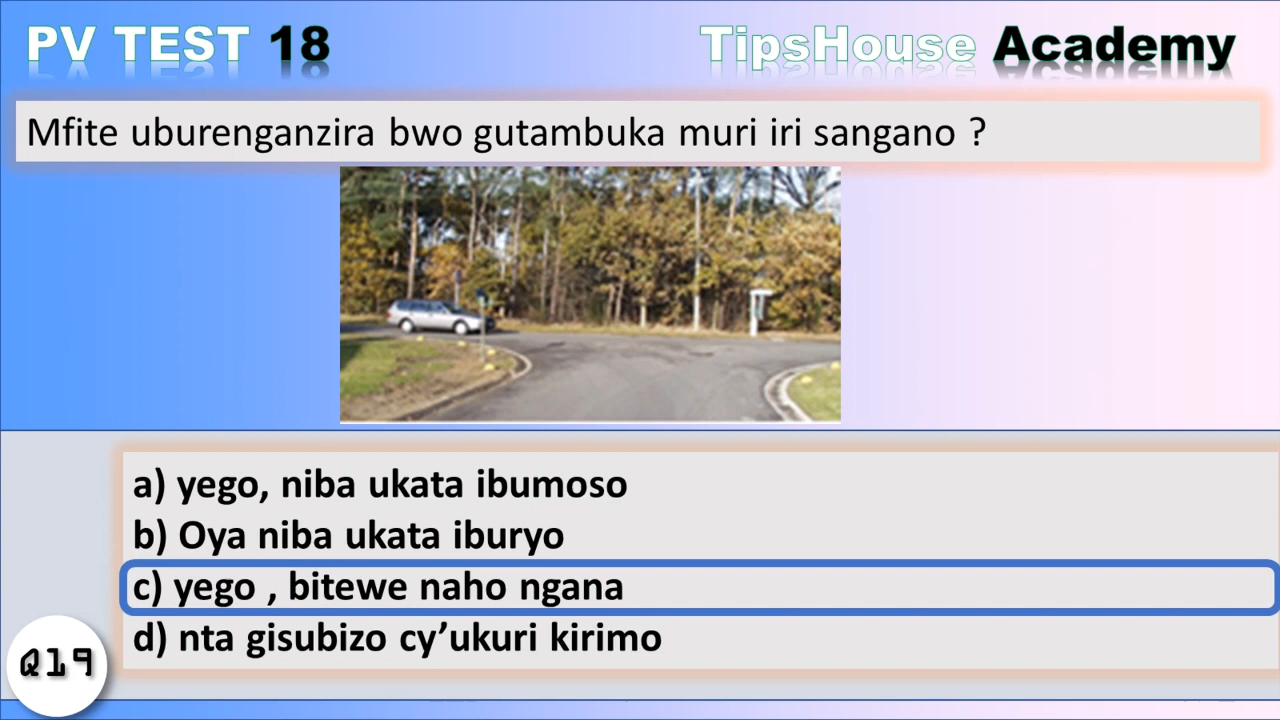 PV TEST 18
TipsHouse Academy
Mfite uburenganzira bwo gutambuka muri iri sangano ?
a) yego, niba ukata ibumoso
b) Oya niba ukata iburyo
c) yego , bitewe naho ngana
d) nta gisubizo cy’ukuri kirimo
Q19